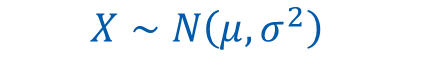 X ~ N(μ, σ²)